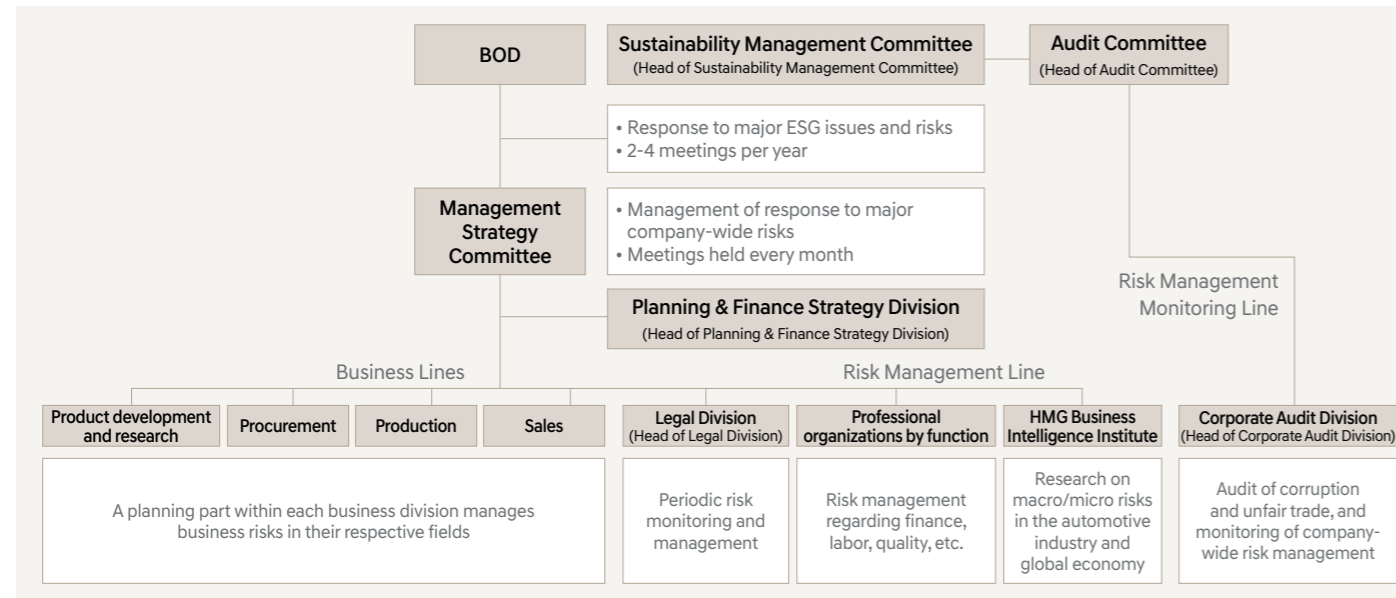 BOD
Sustainability Management Committee
(Head of Sustainability Management Committee)
Audit Committee
(Head of Audit Committee)
• Response to major ESG issues and risks
• 2-4 meetings per year
Management
Strategy
Committee
• Management of response to major
company-wide risks
• Meetings held every month
Planning & Finance Strategy Division
(Head of Planning & Finance Strategy Division)
Risk Management
Monitoring Line
Business Lines
Risk Management Line
Product development
and research
Procurement
Production
Sales
Legal Division
(Head of Legal Division)
Professional
organizations by function
HMG Business
Intelligence Institute
Corporate Audit Division
(Head of Corporate Audit Division)
A planning part within each business division manages
business risks in their respective fields
Periodic risk
monitoring and
management
Risk management
regarding finance,
labor, quality, etc.
Research on
macro/micro risks
in the automotive
industry and
global economy
Audit of corruption
and unfair trade, and
monitoring of company-
wide risk management